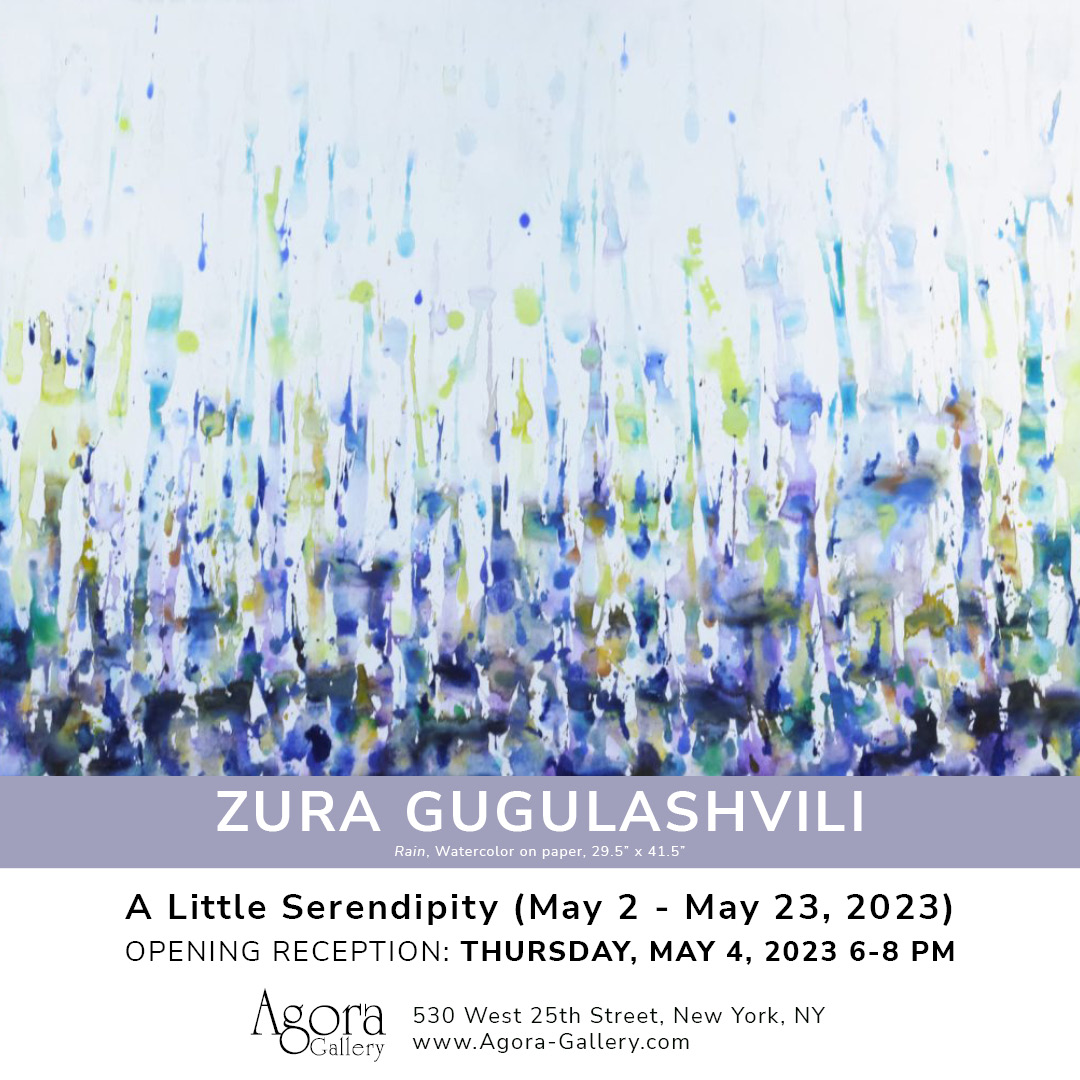 ZURA GUGULASHVILI
Rain, Watercolor on paper, 29.5” x 41.5”
A Little Serendipity (May 2 - May 23, 2023)
OPENING RECEPTION: THURSDAY, MAY 4, 2023 6-8 PM
Agora
Gallery
530 West 25th Street, New York, NY
www.Agora-Gallery.com